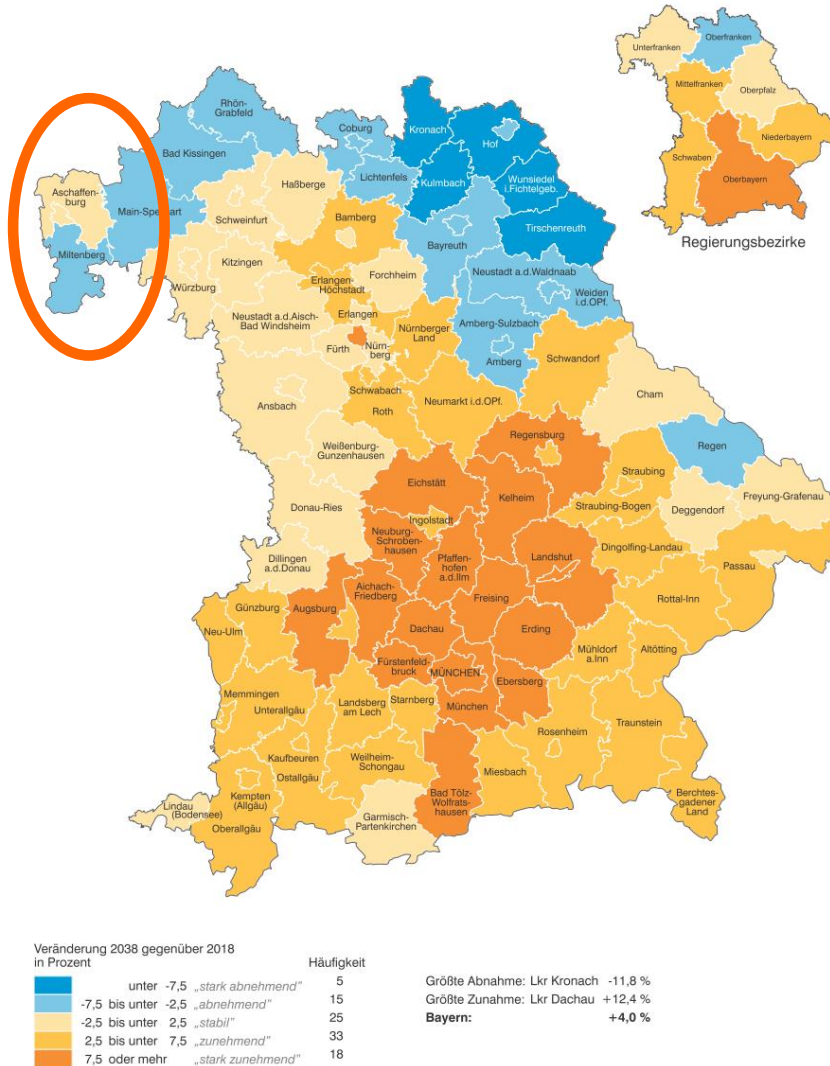 Unterfranken
Oberfranken
Mittelfranken
Oberpfalz
Niederbayern
Schwaben
Oberbayern
Regierungsbezirke
Rhön-
Grabfeld
Bad Kissingen
Coburg
Kronach
Hof
Lichtenfels
Kulmbach
Wunsiedel
i.Fichtelgeb.
Aschaffen-
burg
Main-Spessart
Miltenberg
Schweinfurt
Haßberge
Bamberg
Bayreuth
Tirschenreuth
Würzburg
Kitzingen
Erlangen-
Höchstadt
Forchheim
Neustadt a.d.Waldnaab
Weiden
i.d.OPf.
Neustadt a.d.Aisch-
Bad Windsheim
Erlangen
Fürth
Nürn-
berg
Nürnberger
Land
Amberg-Sulzbach
Amberg
Schwandorf
Cham
Ansbach
Schwabach
Roth
Neumarkt i.d.OPf.
Weißenburg-
Gunzenhausen
Regensburg
Regen
Straubing
Straubing-Bogen
Deggendorf
Freyung-Grafenau
Eichstätt
Kelheim
Donau-Ries
Ingolstadt
Neuburg-
Schroben-
hausen
Pfaffen-
hofen
a.d.Ilm
Landshut
Dingolfing-Landau
Passau
Dillingen
a.d.Donau
Aichach-
Friedberg
Freising
Rottal-Inn
Günzburg
Augsburg
Neu-Ulm
Dachau
Erding
Mühldorf
a.Inn
Altötting
Fürstenfeld-
bruck
MÜNCHEN
Ebersberg
München
Memmingen
Unterallgäu
Landsberg
am Lech
Starnberg
Rosenheim
Traunstein
Kaufbeuren
Ostallgäu
Weilheim-
Schongau
Miesbach
Bad Tölz-
Wolfrats-
hausen
Berchtes-
gadener
Land
Kempten
(Allgäu)
Lindau
(Bodensee)
Oberallgäu
Garmisch-
Partenkirchen
Veränderung 2038 gegenüber 2018
in Prozent Häufigkeit
unter -7,5 „stark abnehmend” 5
-7,5 bis unter -2,5 „abnehmend” 15
-2,5 bis unter 2,5 „stabil” 25
2,5 bis unter 7,5 „zunehmend” 33
7,5 oder mehr „stark zunehmend” 18
Größte Abnahme: Lkr Kronach -11,8 %
Größte Zunahme: Lkr Dachau +12,4 %
Bayern: +4,0 %